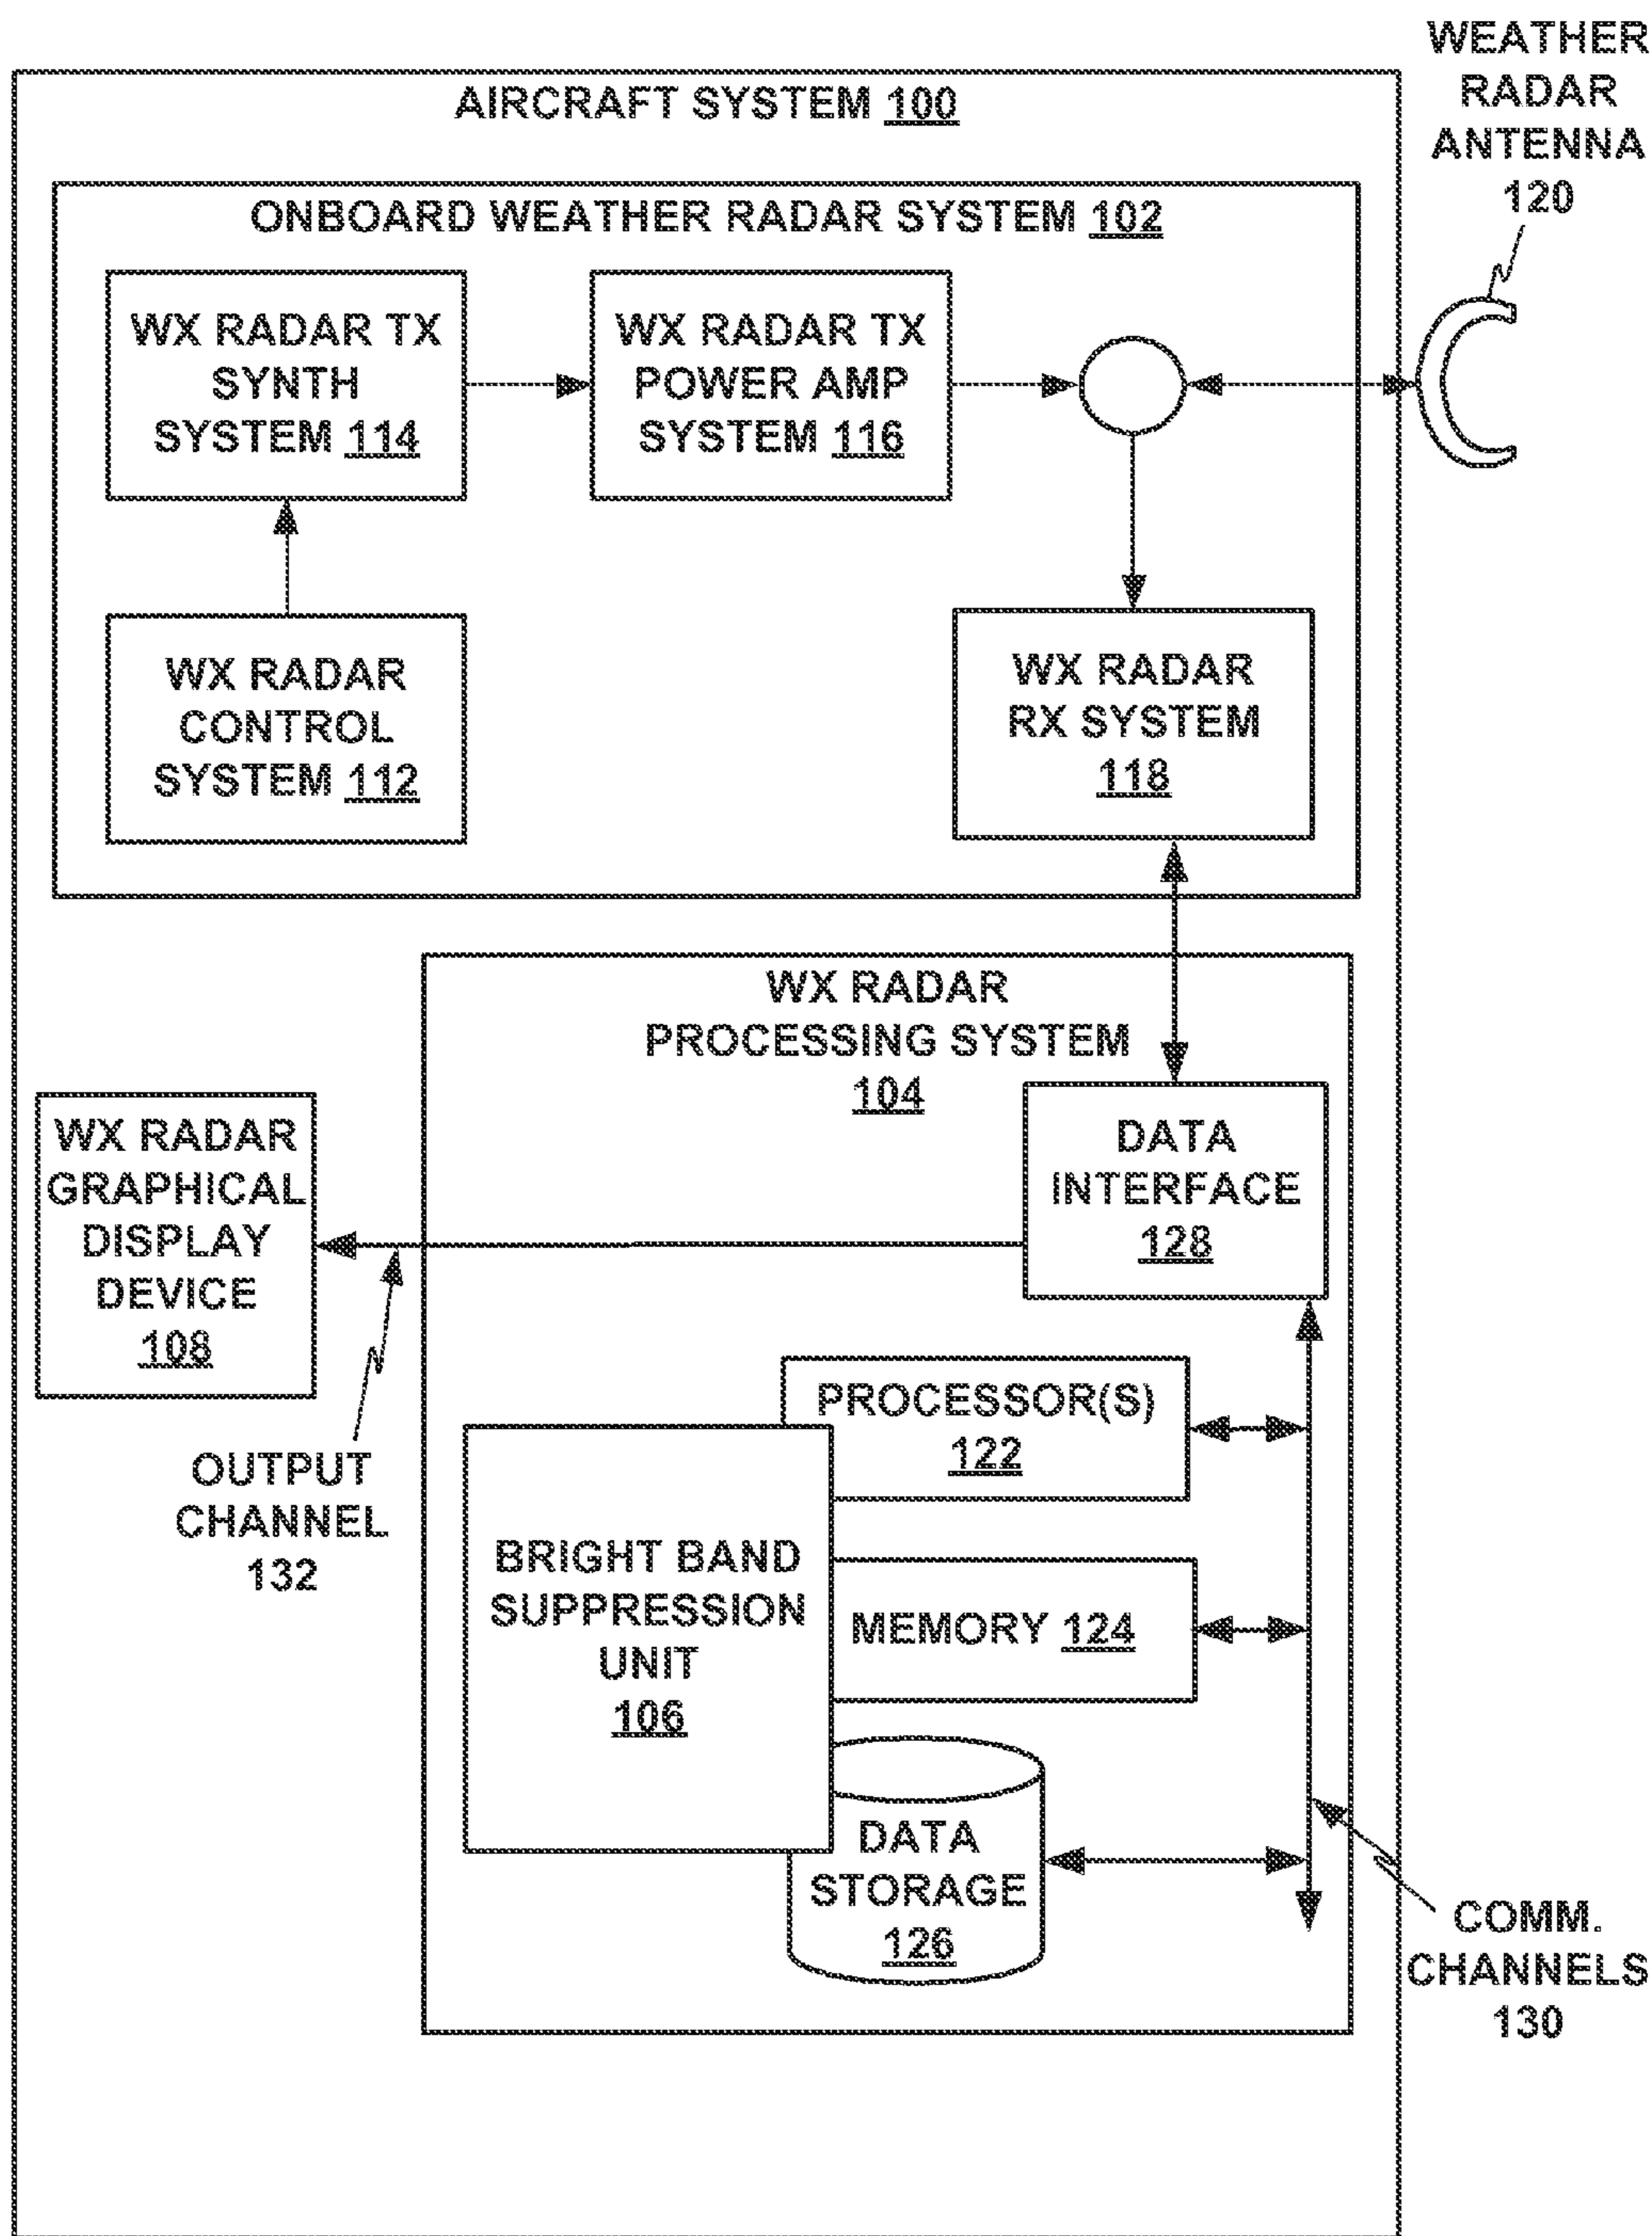 WEATHER
RADAR
ANTENNA
120
AIRCRAFT SYSTEM 100
ONBOARD WEATHER RADAR SYSTEM 102
WX RADAR TX
SYNTH
SYSTEM 114
WX RADAR TX
POWER AMP
SYSTEM 116
WX RADAR
CONTROL
SYSTEM 112
WX RADAR
RX SYSTEM
118
WX RADAR
PROCESSING SYSTEM
104
WX RADAR
GRAPHICAL
DISPLAY
DEVICE
108
DATA
INTERFACE
128
OUTPUT
CHANNEL
132
PROCESSOR(S)
122
BRIGHT BAND
SUPPRESSION
UNIT
106
MEMORY 124
DATA
STORAGE
126
COMM.
CHANNELS
130